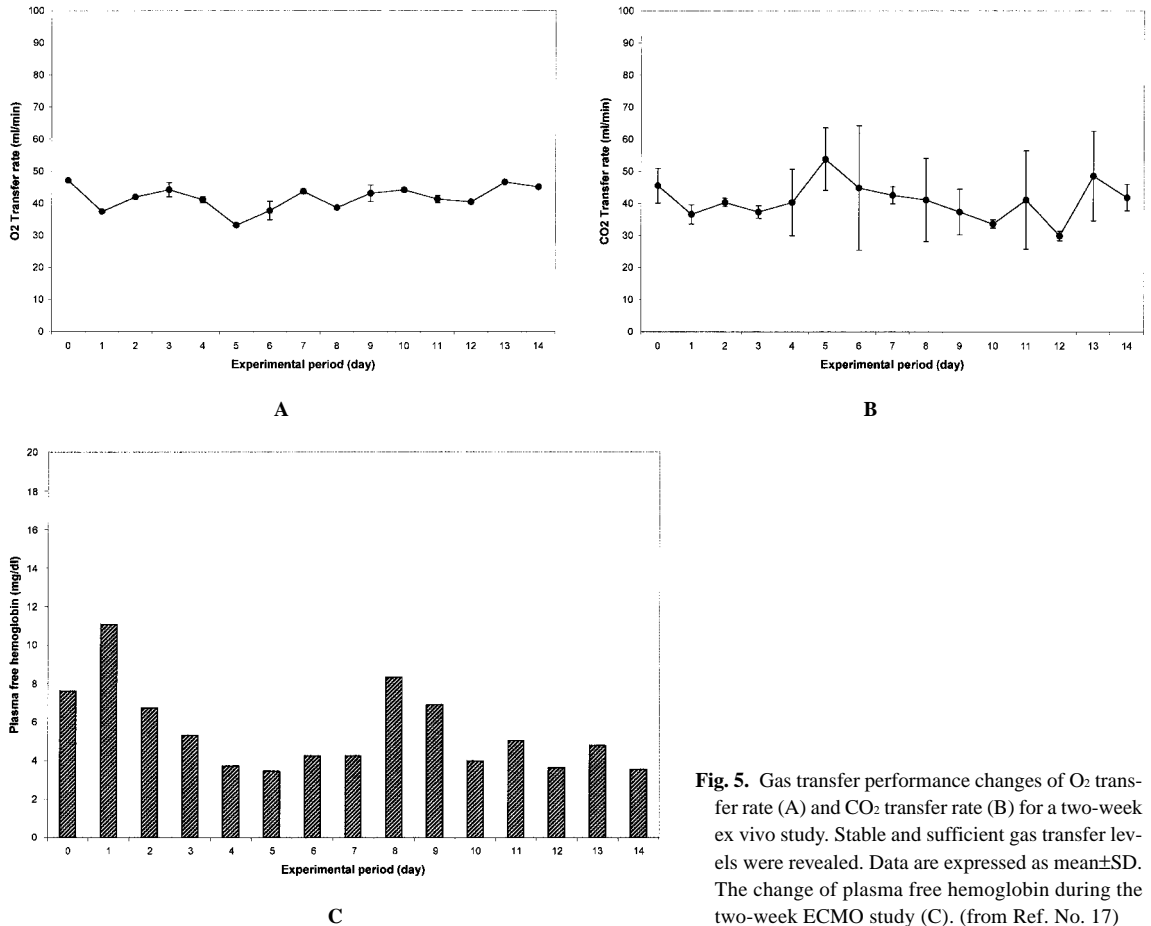 100
90
80
70
60
50
40
30
20
10
0
O2 Transfer rate (ml/min)
0 1 2 3 4 5 6 7 8 9 10 11 12 13 14
Experimental period (day)
A
100
90
80
70
60
50
40
30
20
10
0
CO2 Transfer rate (ml/min)
0 1 2 3 4 5 6 7 8 9 10 11 12 13 14
Experimental period (day)
B
20
18
16
14
12
10
8
6
4
2
0
Plasma free hemoglobin (mg/dl)
0 1 2 3 4 5 6 7 8 9 10 11 12 13 14
Experimental period (day)
C
Fig. 5. Gas transfer performance changes of O2 trans-
fer rate (A) and CO2 transfer rate (B) for a two-week
ex vivo study. Stable and sufficient gas transfer lev-
els were revealed. Data are expressed as mean±SD.
The change of plasma free hemoglobin during the
two-week ECMO study (C). (from Ref. No. 17)